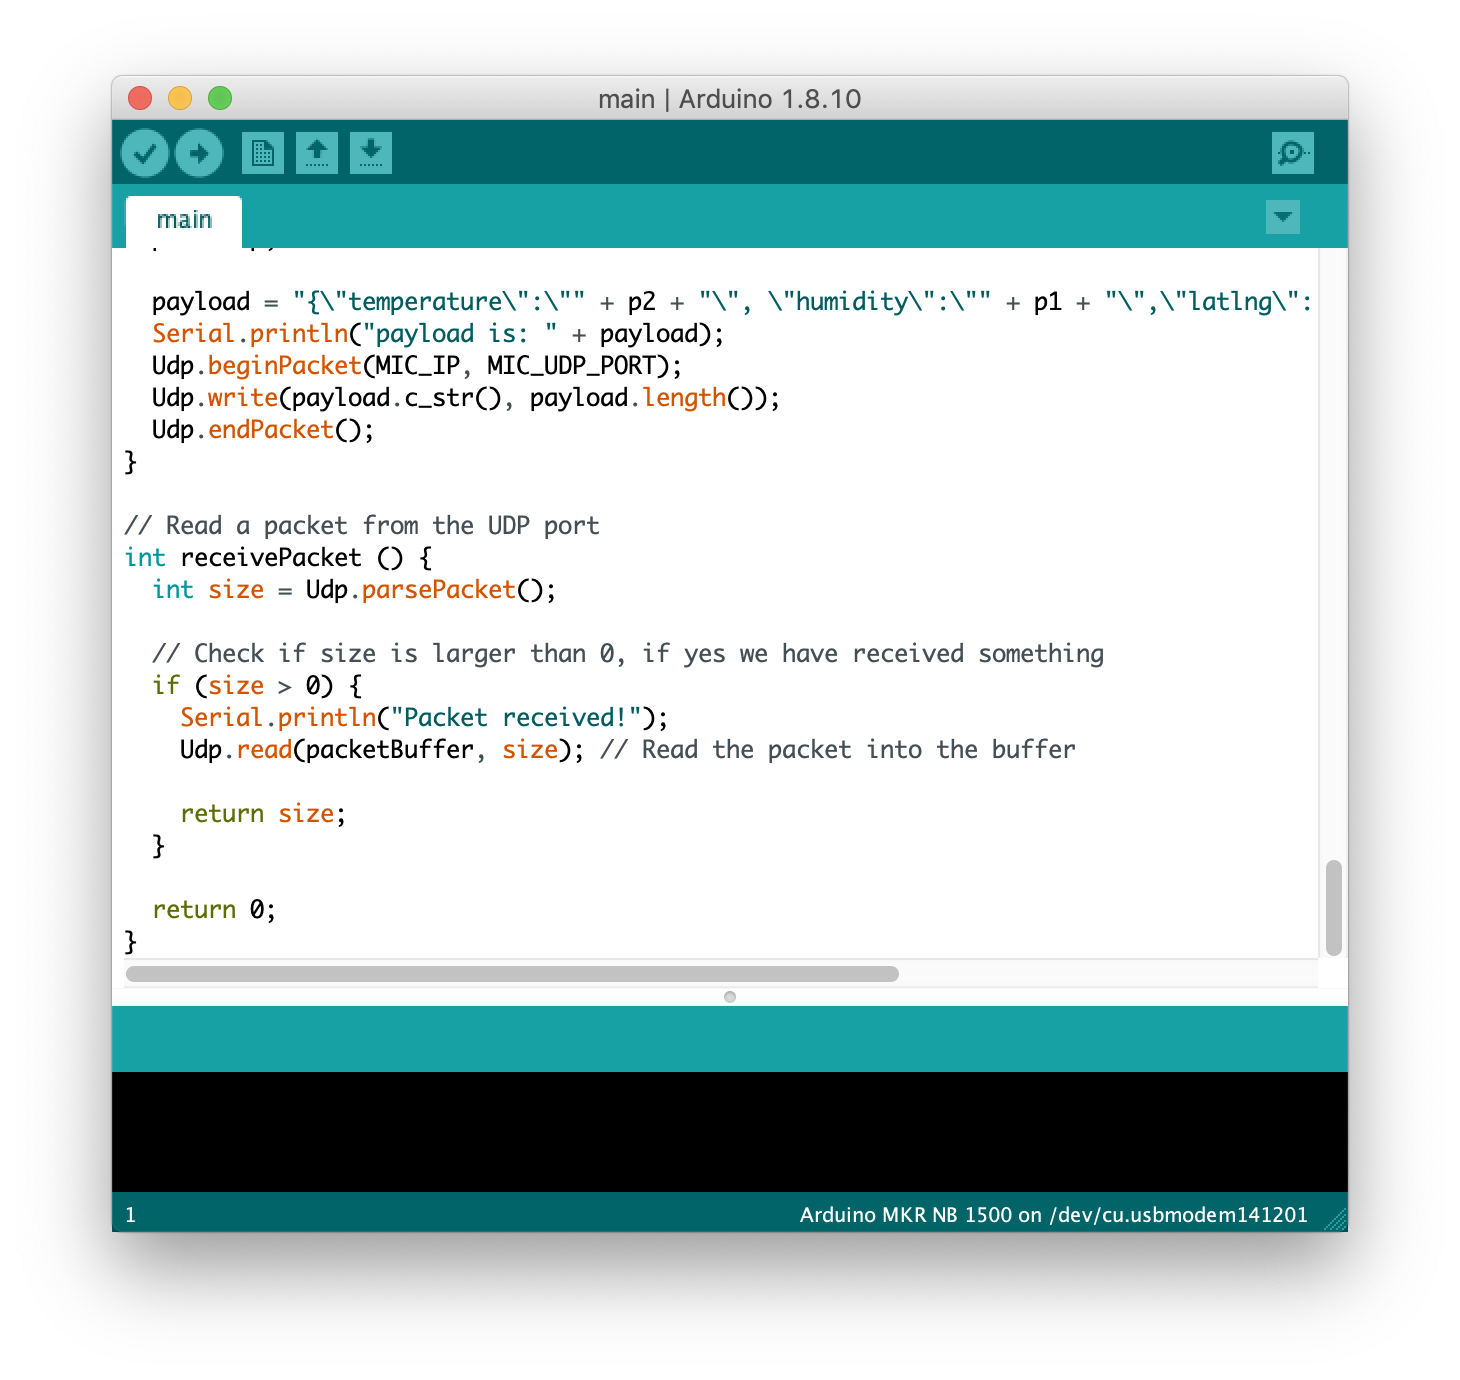 main | Arduino 1.8.10
main
payload = "{\"temperature\":\"" + p2 + "\", \"humidity\":\"" + p1 + "\",\"latlng\":
Serial.println("payload is: " + payload);
Udp.beginPacket(MIC_IP, MIC_UDP_PORT);
Udp.write(payload.c_str(), payload.length());
Udp.endPacket();
}
// Read a packet from the UDP port
int receivePacket () {
int size = Udp.parsePacket();
// Check if size is larger than 0, if yes we have received something
if (size > 0) {
Serial.println("Packet received!");
Udp.read(packetBuffer, size); // Read the packet into the buffer
return size;
}
return 0;
}
1
Arduino MKR NB 1500 on /dev/cu.usbmodem141201